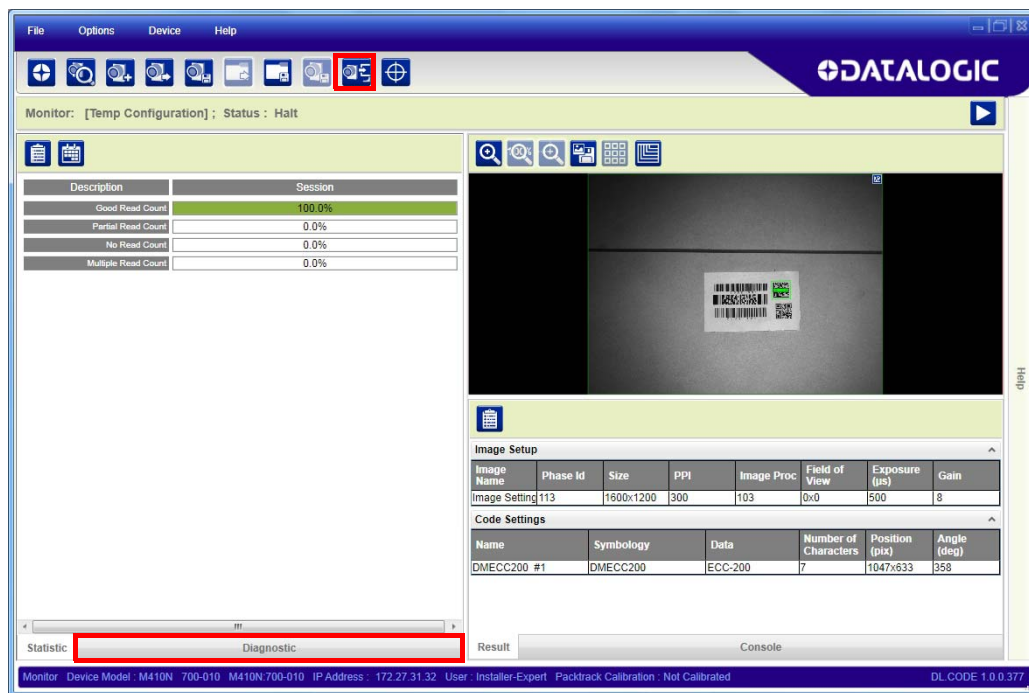 File Options Device Help
DATALOGIC
Monitor: [Temp Configuration] ; Status : Halt
Description Session
Good Read Count 100.0%
Partial Read Count 0.0%
No Read Count 0.0%
Multiple Read Count 0.0%
Help
Image Setup
Image Name Phase Id Size PPI Image Proc Field of View Exposure (µs) Gain
Image Setting 113 1600x1200 300 103 0x0 500 8
Code Settings
Name Symbology Data Number of Characters Position (pix) Angle (deg)
DMECC200 #1 DMECC200 ECC-200 7 1047x633 358
Statistic Diagnostic Result Console
Monitor Device Model : M410N 700-010 M410N:700-010 IP Address : 172.27.31.32 User : Installer-Expert Packtrack Calibration : Not Calibrated DL.CODE 1.0.0.377